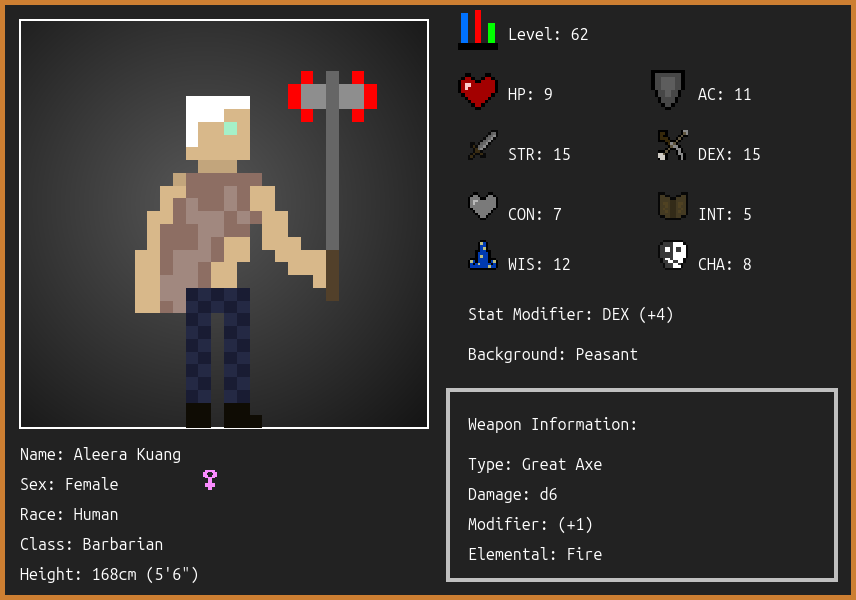 Level: 62
HP: 9
AC: 11
STR: 15
DEX: 15
CON: 7
INT: 5
WIS: 12
CHA: 8
Stat Modifier: DEX (+4)
Background: Peasant
Weapon Information:
Type: Great Axe
Damage: d6
Modifier: (+1)
Elemental: Fire
Name: Aleera Kuang
Sex: Female
Race: Human
Class: Barbarian
Height: 168cm (5'6")